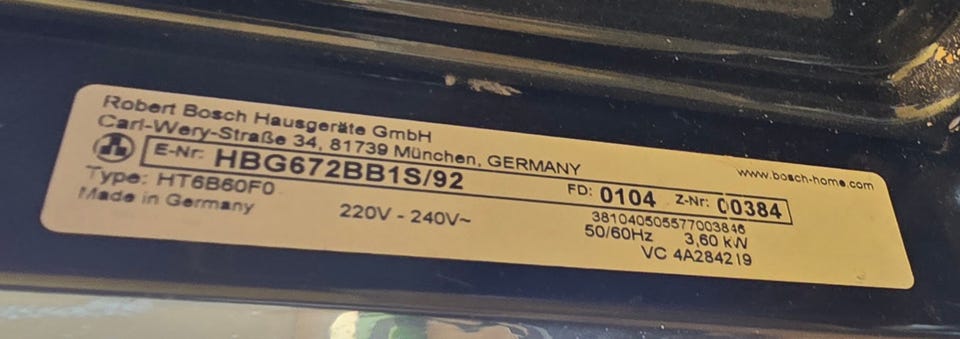 Robert Bosch Hausgeräte GmbH
Carl-Wery-Straße 34, 81739 München, GERMANY
www.bosch-home.com
E-Nr: HBG672BB1S/92 FD: 0104 Z-Nr: 00384
Type: HT6B60F0
381040505577003846
Made in Germany
220V - 240V~
50/60Hz 3,60 kW
VC 4A284219